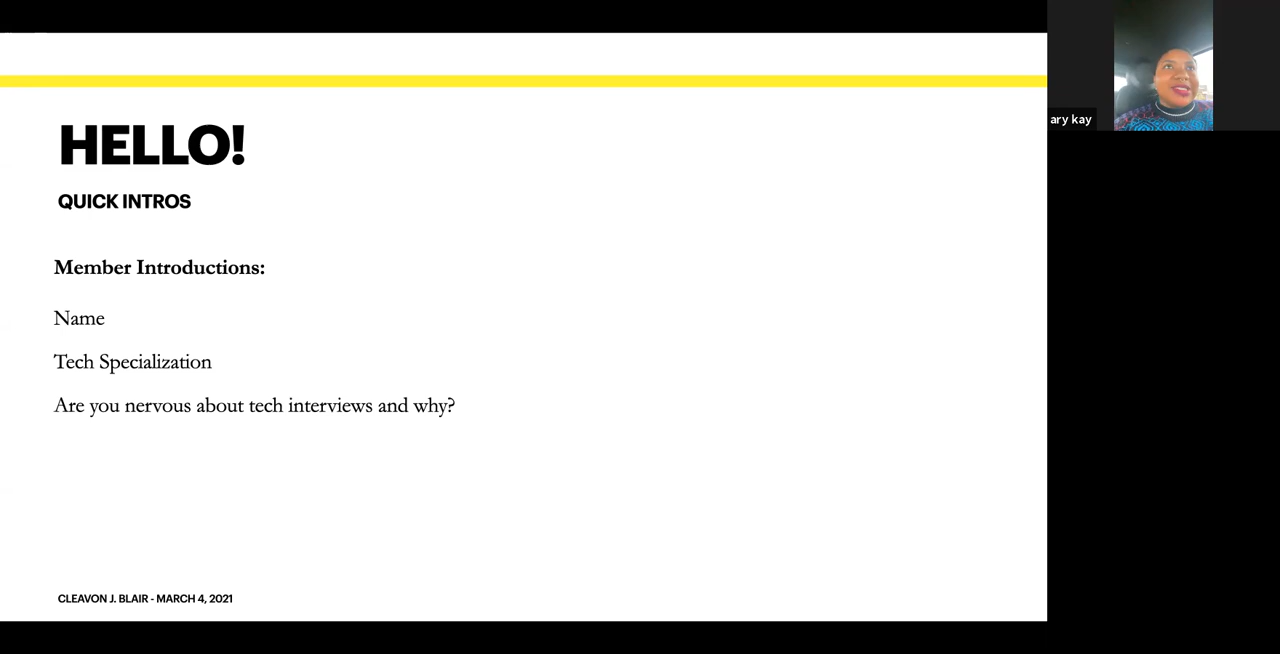 HELLO!
QUICK INTROS
Member Introductions:
Name
Tech Specialization
Are you nervous about tech interviews and why?
CLEAVON J. BLAIR - MARCH 4, 2021
ary kay